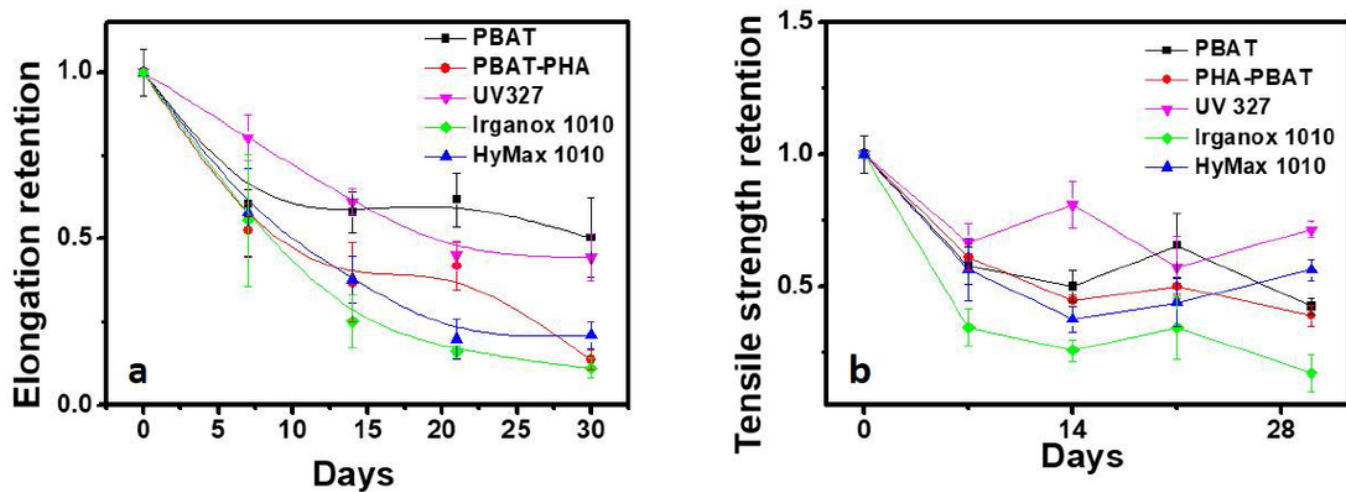 Elongation retention
1.0
0.5
0.0
PBAT
PBAT-PHA
UV327
Irganox 1010
HyMax 1010
a
0 5 10 15 20 25 30
Days
Tensile strength retention
1.5
1.0
0.5
PBAT
PHA-PBAT
UV 327
Irganox 1010
HyMax 1010
b
0 14 28
Days